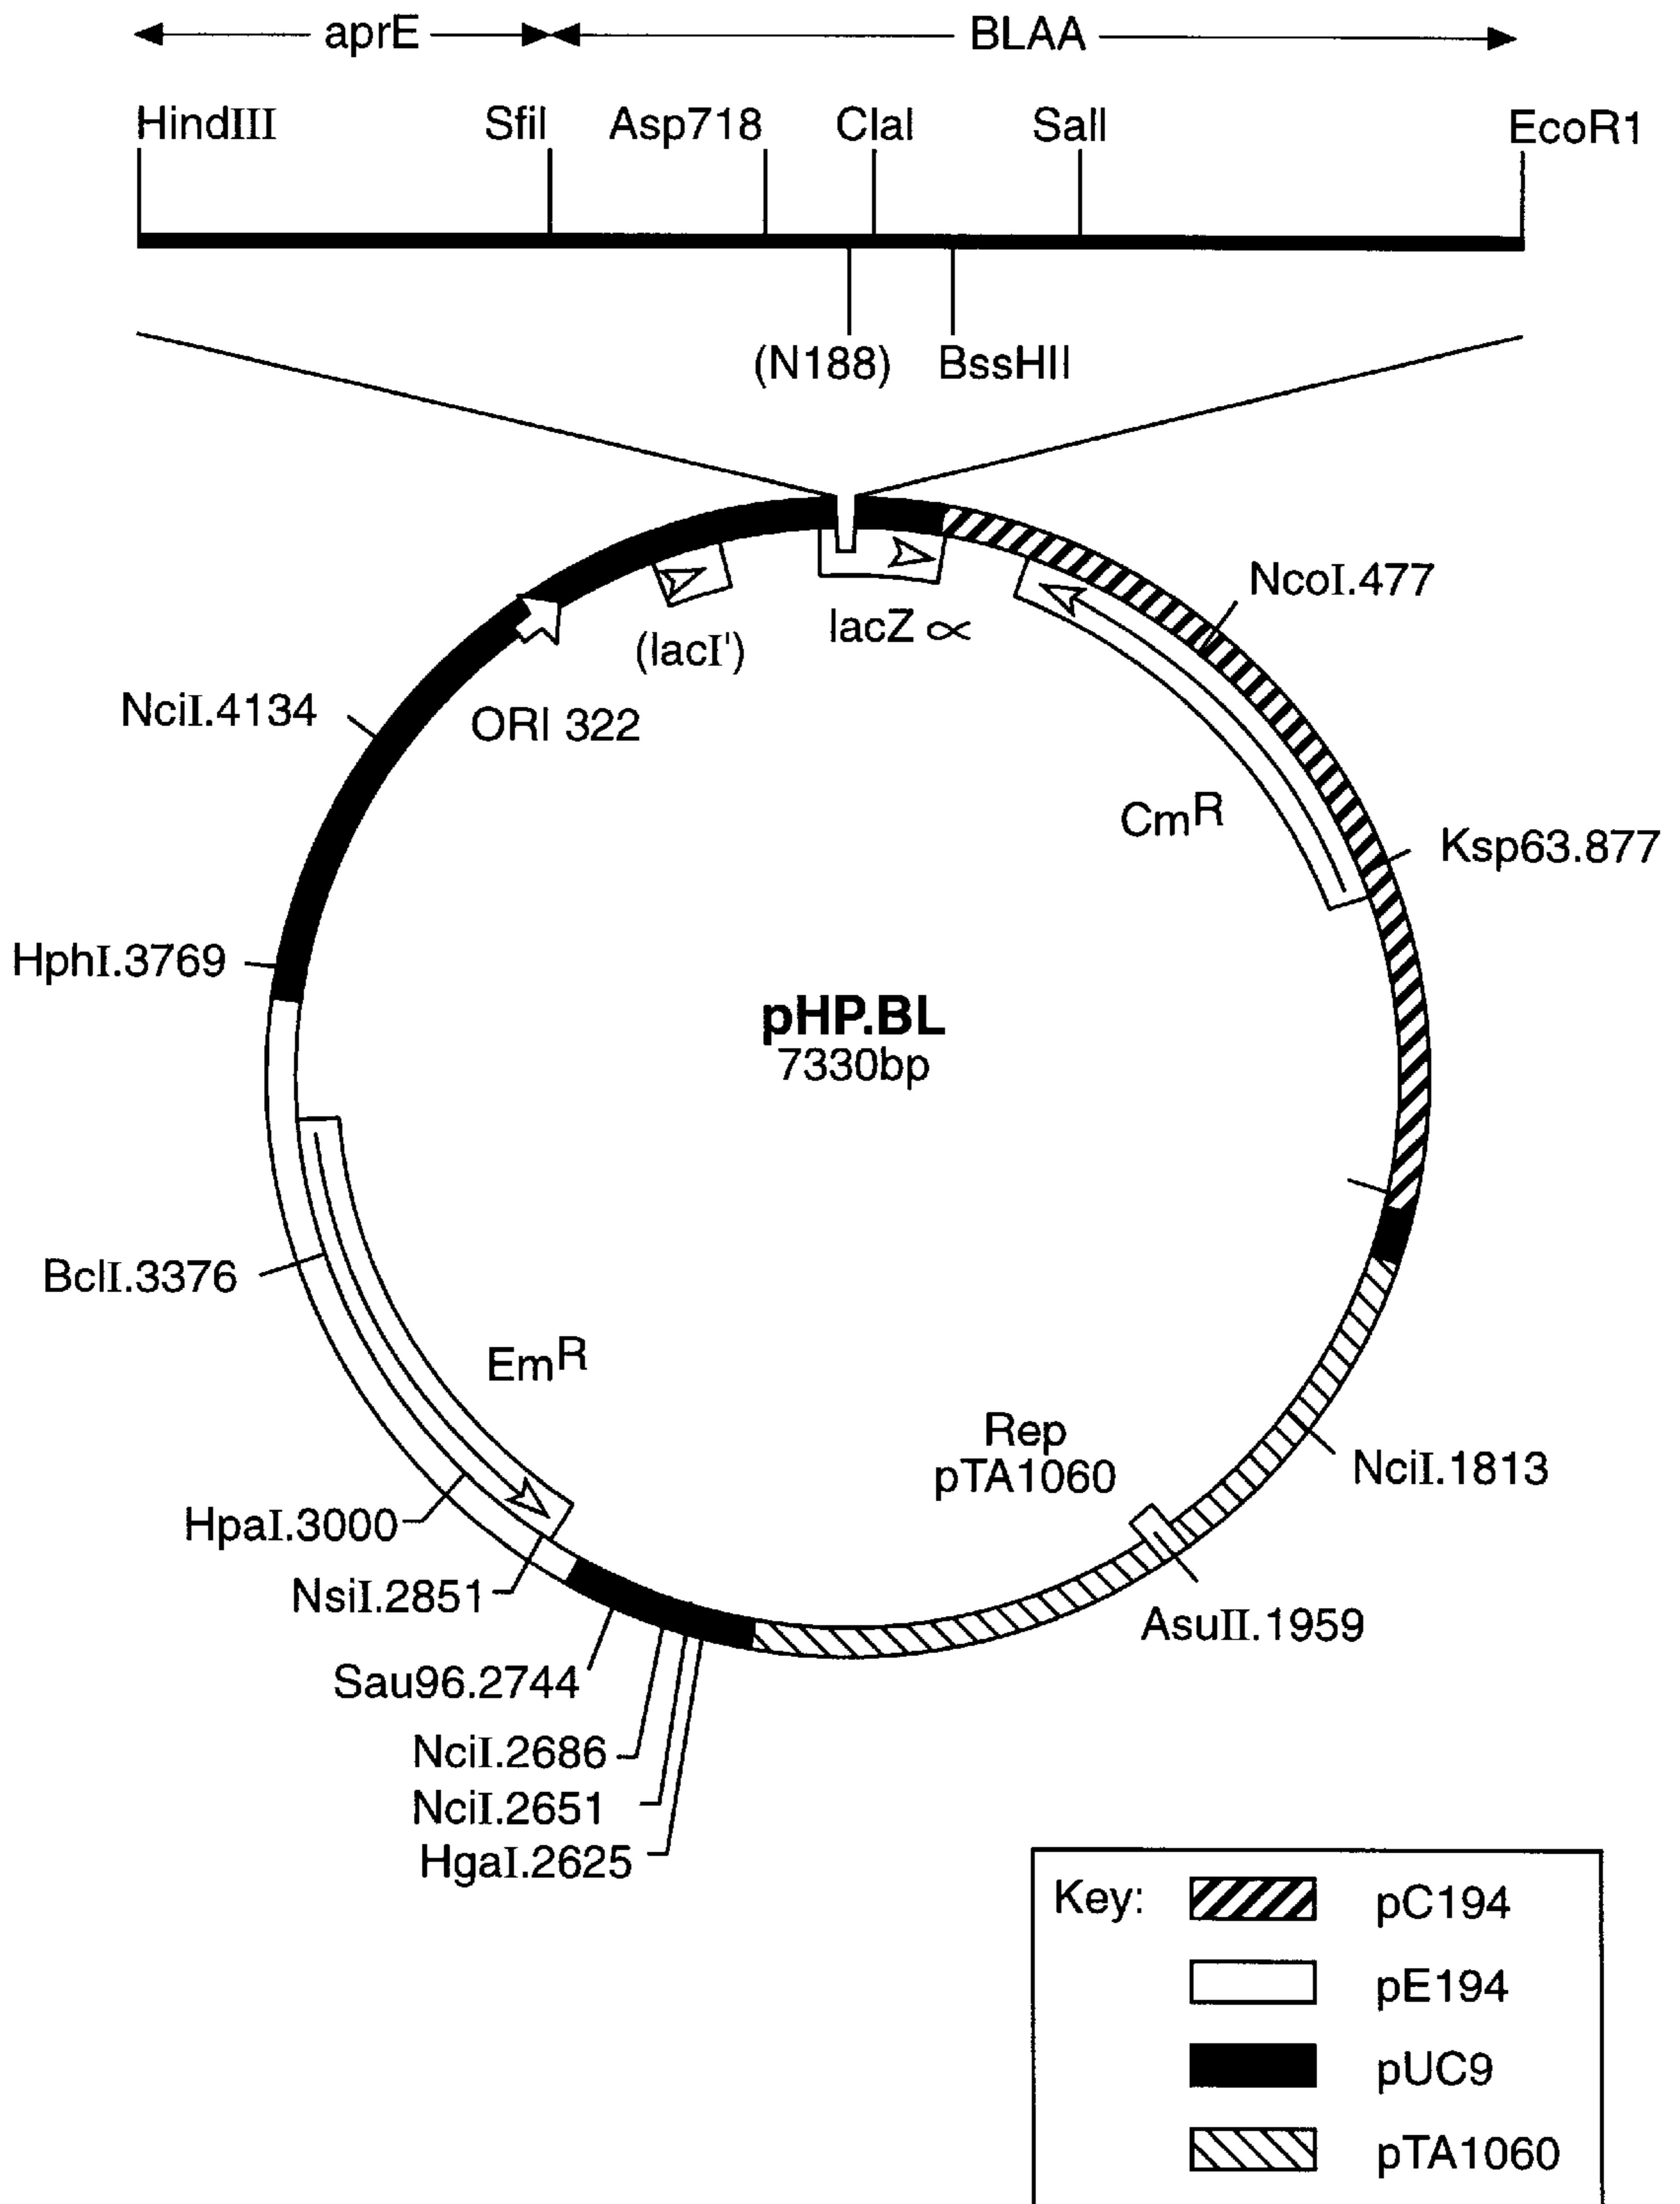 aprE BLAA
HindIII SfiI Asp718 ClaI SalI EcoR1
(N188) BssHII
NcoI.477
lacZ ∝
(lacI')
NciI.4134
ORI 322
CmR
Ksp63.877
HphI.3769
pHP.BL
7330bp
BclI.3376
EmR
Rep
pTA1060
NciI.1813
HpaI.3000
NsiI.2851
AsuII.1959
Sau96.2744
NciI.2686
NciI.2651
HgaI.2625
Key: pC194
pE194
pUC9
pTA1060